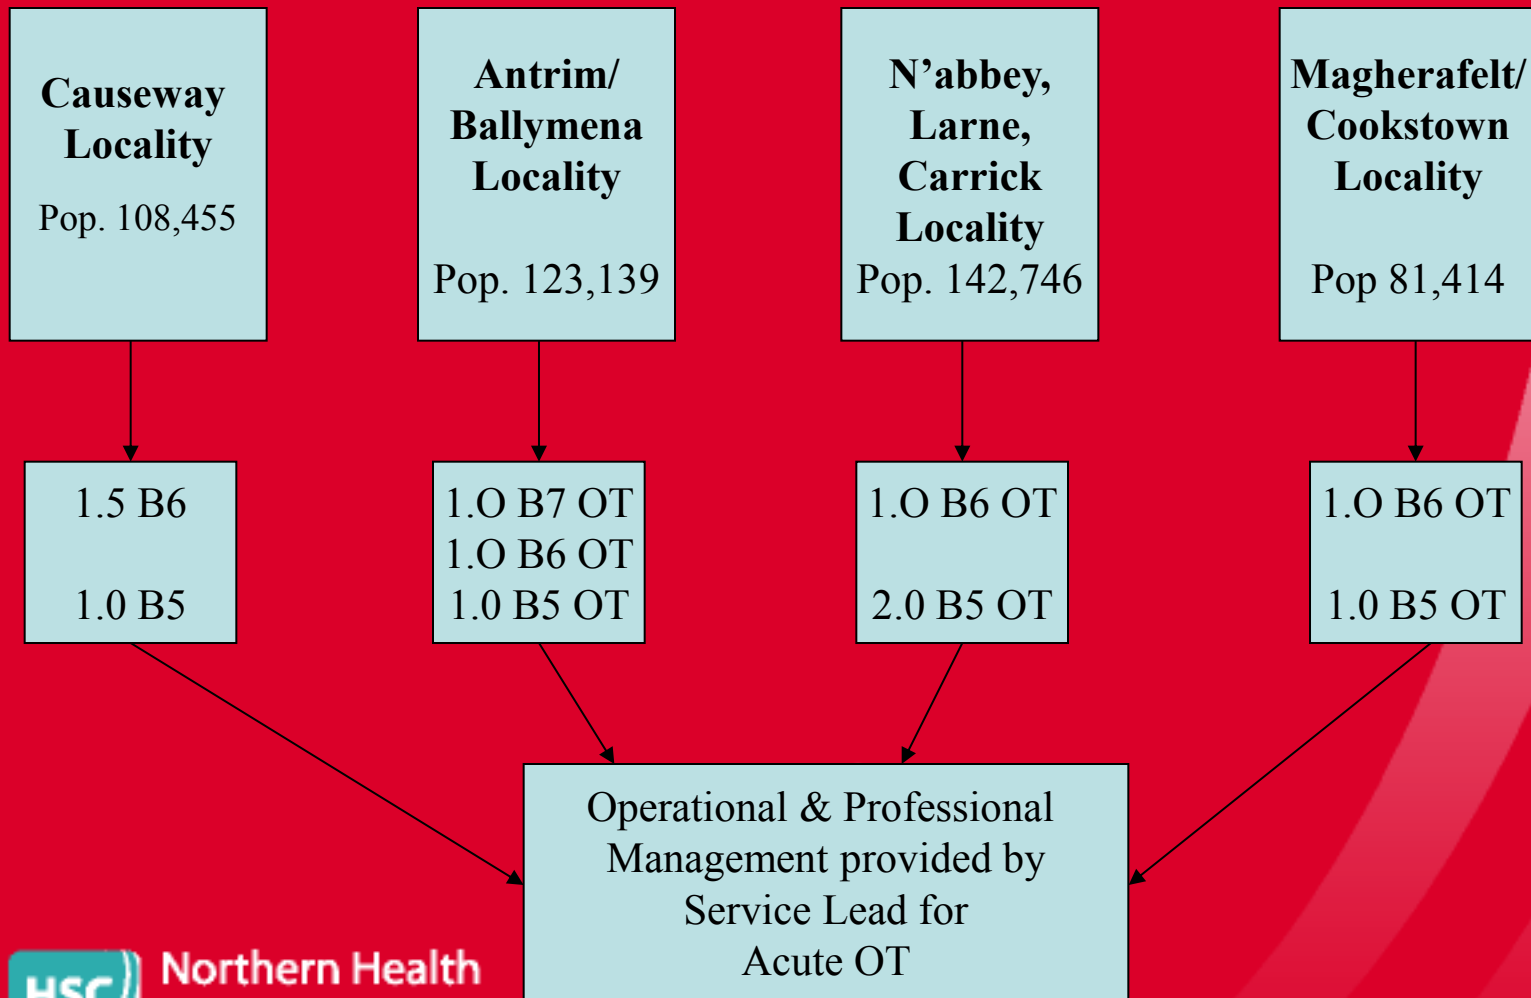 Causeway
Locality
Pop. 108,455
Antrim/
Ballymena
Locality
Pop. 123,139
N’abbey,
Larne,
Carrick
Locality
Pop. 142,746
Magherafelt/
Cookstown
Locality
Pop 81,414
1.5 B6
1.0 B5
1.O B7 OT
1.O B6 OT
1.0 B5 OT
1.O B6 OT
2.0 B5 OT
1.O B6 OT
1.0 B5 OT
Operational & Professional
Management provided by
Service Lead for
Acute OT
HSC
Northern Health